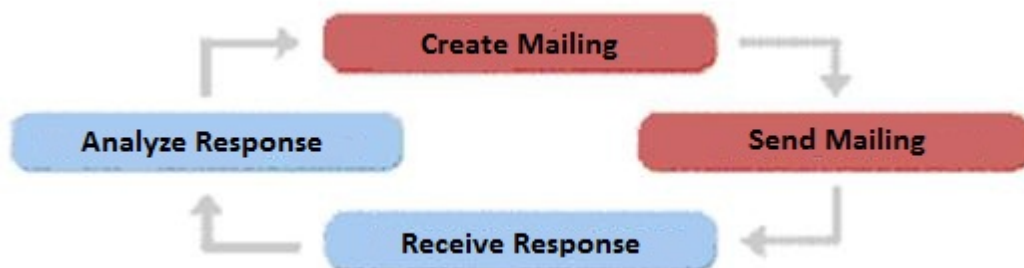 Create Mailing
Analyze Response
Send Mailing
Receive Response